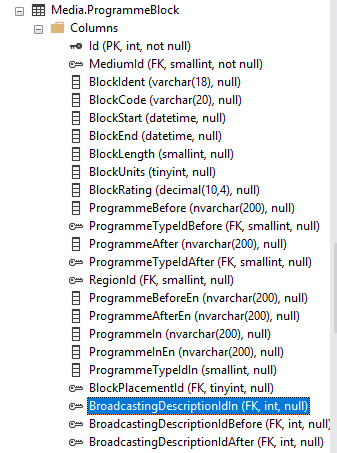 Media.ProgrammeBlock
Columns
Id (PK, int, not null)
MediumId (FK, smallint, not null)
BlockIdent (varchar(18), null)
BlockCode (varchar(20), null)
BlockStart (datetime, null)
BlockEnd (datetime, null)
BlockLength (smallint, null)
BlockUnits (tinyint, null)
BlockRating (decimal(10,4), null)
ProgrammeBefore (nvarchar(200), null)
ProgrammeTypeIdBefore (FK, smallint, null)
ProgrammeAfter (nvarchar(200), null)
ProgrammeTypeIdAfter (FK, smallint, null)
RegionId (FK, smallint, null)
ProgrammeBeforeEn (nvarchar(200), null)
ProgrammeAfterEn (nvarchar(200), null)
ProgrammeIn (nvarchar(200), null)
ProgrammeInEn (nvarchar(200), null)
ProgrammeTypeIdIn (smallint, null)
BlockPlacementId (FK, tinyint, null)
BroadcastingDescriptionIdIn (FK, int, null)
BroadcastingDescriptionIdBefore (FK, int, null)
BroadcastingDescriptionIdAfter (FK, int, null)